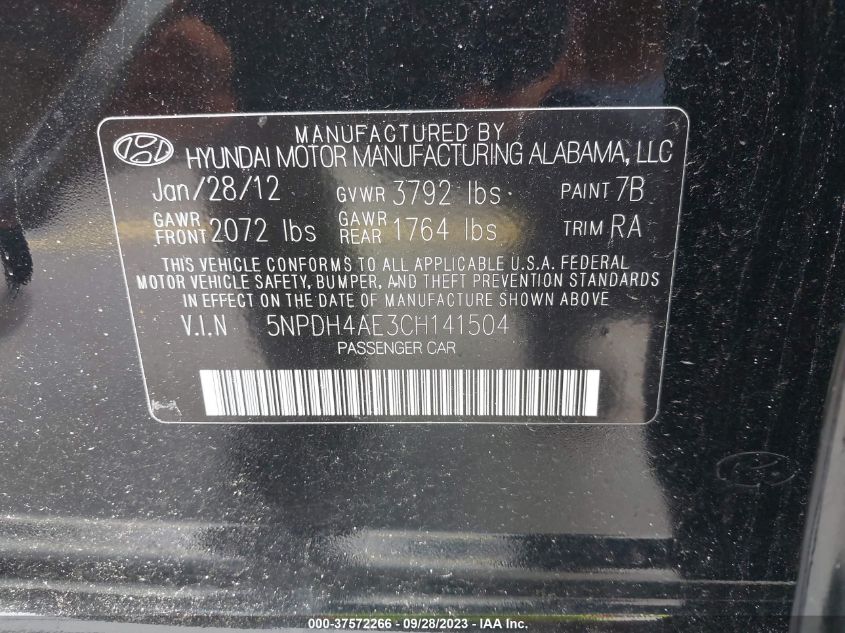 MANUFACTURED BY
HYUNDAI MOTOR MANUFACTURING ALABAMA, LLC
Jan/28/12 GVWR 3792 lbs. PAINT 7B
GAWR FRONT 2072 lbs GAWR REAR 1764 lbs TRIM RA
THIS VEHICLE CONFORMS TO ALL APPLICABLE U.S.A. FEDERAL
MOTOR VEHICLE SAFETY, BUMPER, AND THEFT PREVENTION STANDARDS
IN EFFECT ON THE DATE OF MANUFACTURE SHOWN ABOVE.
V.I.N 5NPDH4AE3CH141504
PASSENGER CAR
000-37572266 - 09/28/2023 - IAA Inc.